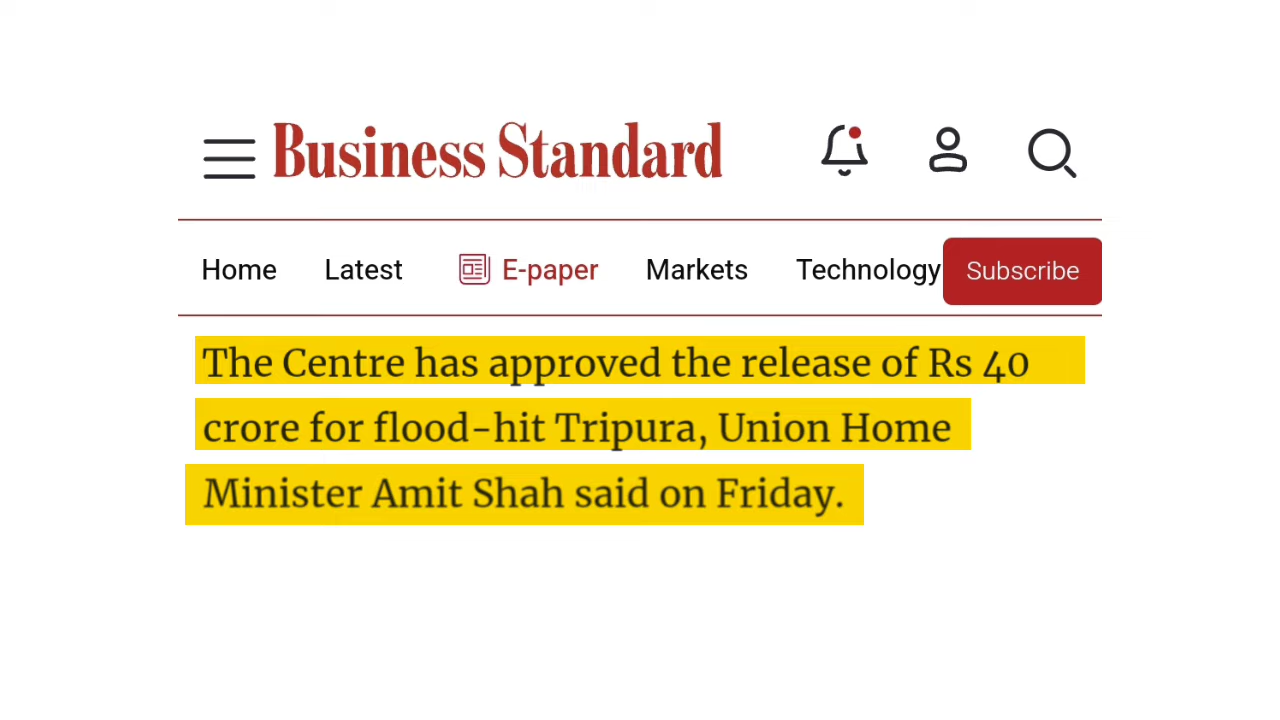 Business Standard
Home Latest E-paper Markets Technology Subscribe
The Centre has approved the release of Rs 40
crore for flood-hit Tripura, Union Home
Minister Amit Shah said on Friday.